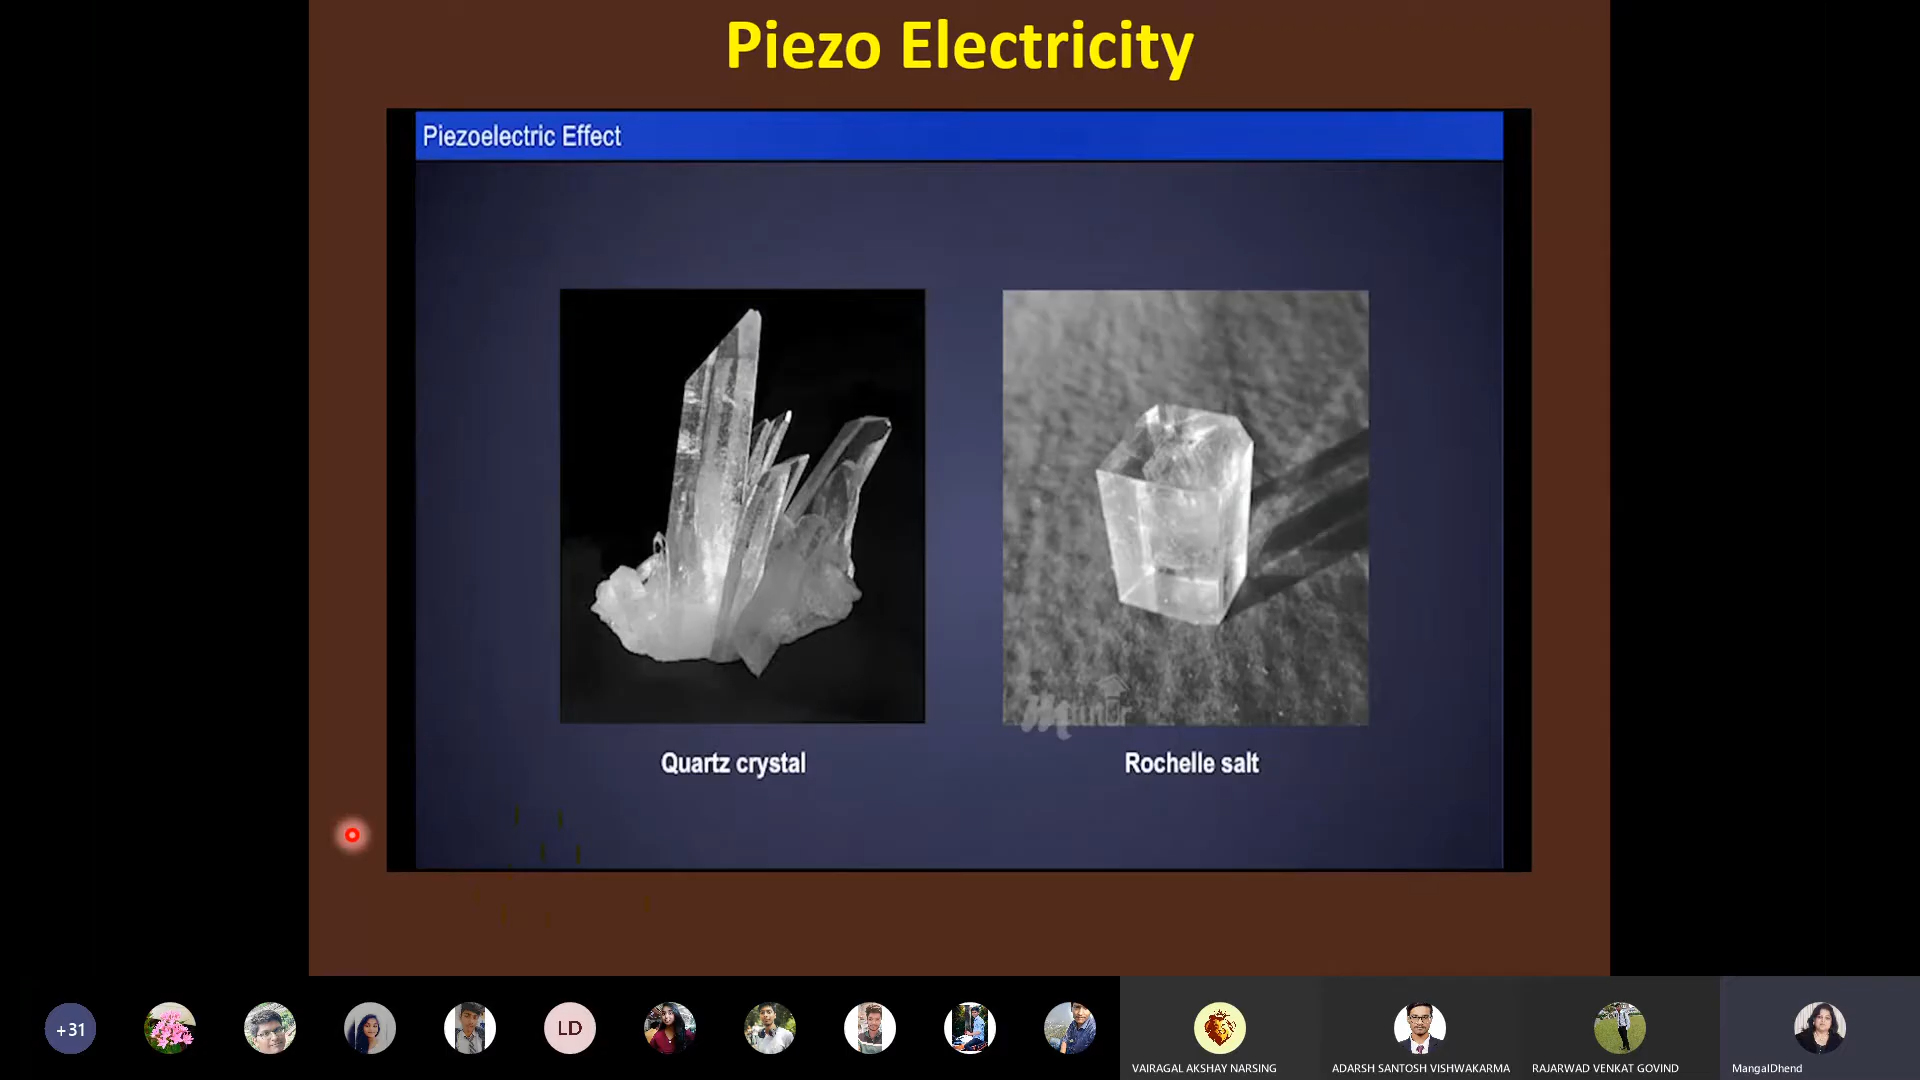 Piezo Electricity
Piezoelectric Effect
Quartz crystal
Rochelle salt
+31
LD
VAIRAGAL AKSHAY NARSING
ADARSH SANTOSH VISHWAKARMA
RAJARWAD VENKAT GOVIND
MangalDhend